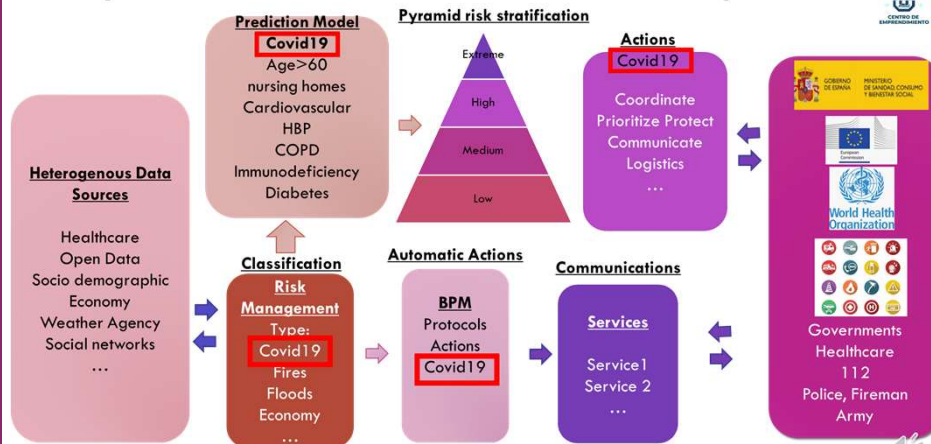 CENTRO DE
EMPRENDIMIENTO
Prediction Model
Covid19
Age>60
nursing homes
Cardiovascular
HBP
COPD
Immunodeficiency
Diabetes
Pyramid risk stratification
Extreme
High
Medium
Low
Actions
Covid19
Coordinate
Prioritize Protect
Communicate
Logistics
...
GOBIERNO
DE ESPAÑA
MINISTERIO
DE SANIDAD, CONSUMO
Y BIENESTAR SOCIAL
European
Commission
World Health
Organization
Governments
Healthcare
112
Police, Fireman
Army
Heterogenous Data
Sources
Healthcare
Open Data
Socio demographic
Economy
Weather Agency
Social networks
...
Classification
Risk
Management
Type:
Covid19
Fires
Floods
Economy
...
Automatic Actions
BPM
Protocols
Actions
Covid19
Communications
Services
Service1
Service 2
...